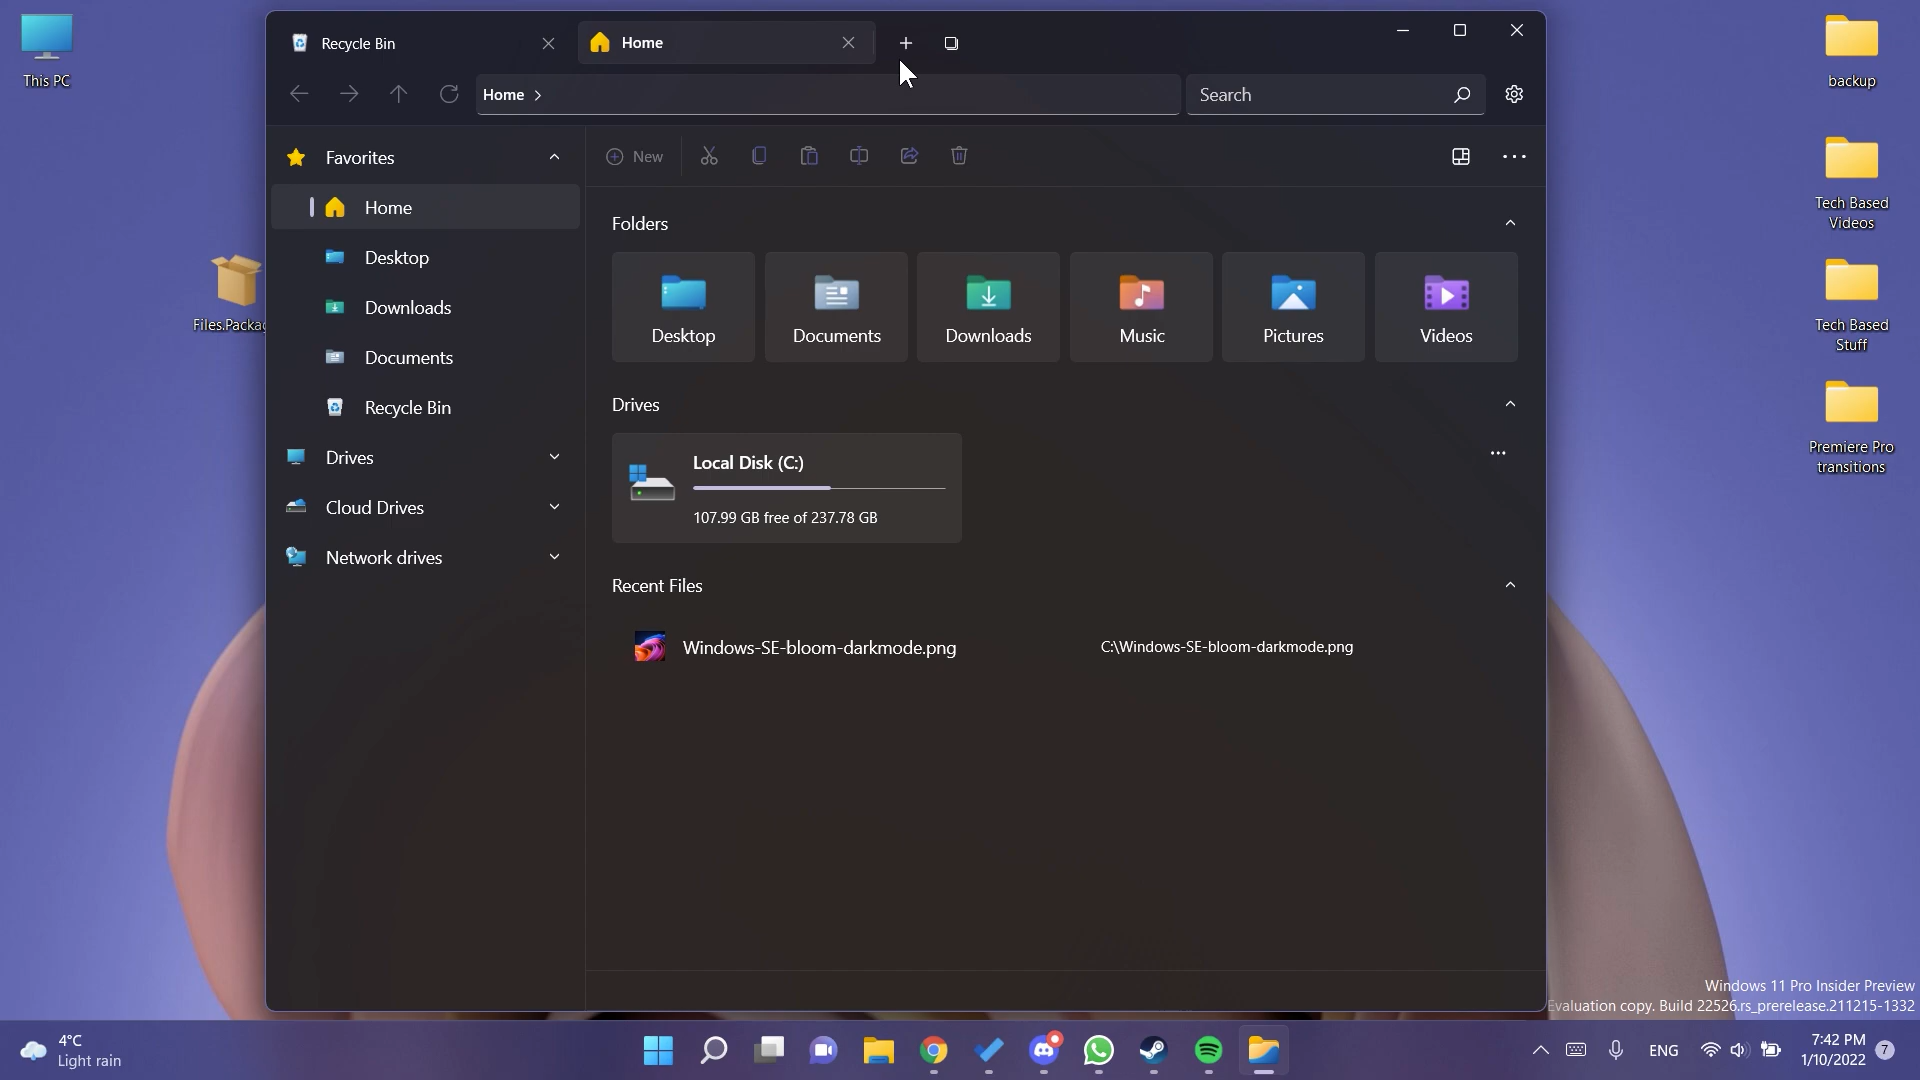 This PC
Files.Packag
Recycle Bin
Home
Home
Search
Favorites
Home
Desktop
Downloads
Documents
Recycle Bin
Drives
Cloud Drives
Network drives
New
Folders
Desktop
Documents
Downloads
Music
Pictures
Videos
Drives
Local Disk (C:)
107.99 GB free of 237.78 GB
Recent Files
Windows-SE-bloom-darkmode.png
C:\Windows-SE-bloom-darkmode.png
backup
Tech Based
Videos
Tech Based
Stuff
Premiere Pro
transitions
Windows 11 Pro Insider Preview
Evaluation copy. Build 22526.rs_prerelease.211215-1332
4°C
Light rain
ENG
7:42 PM
1/10/2022
7